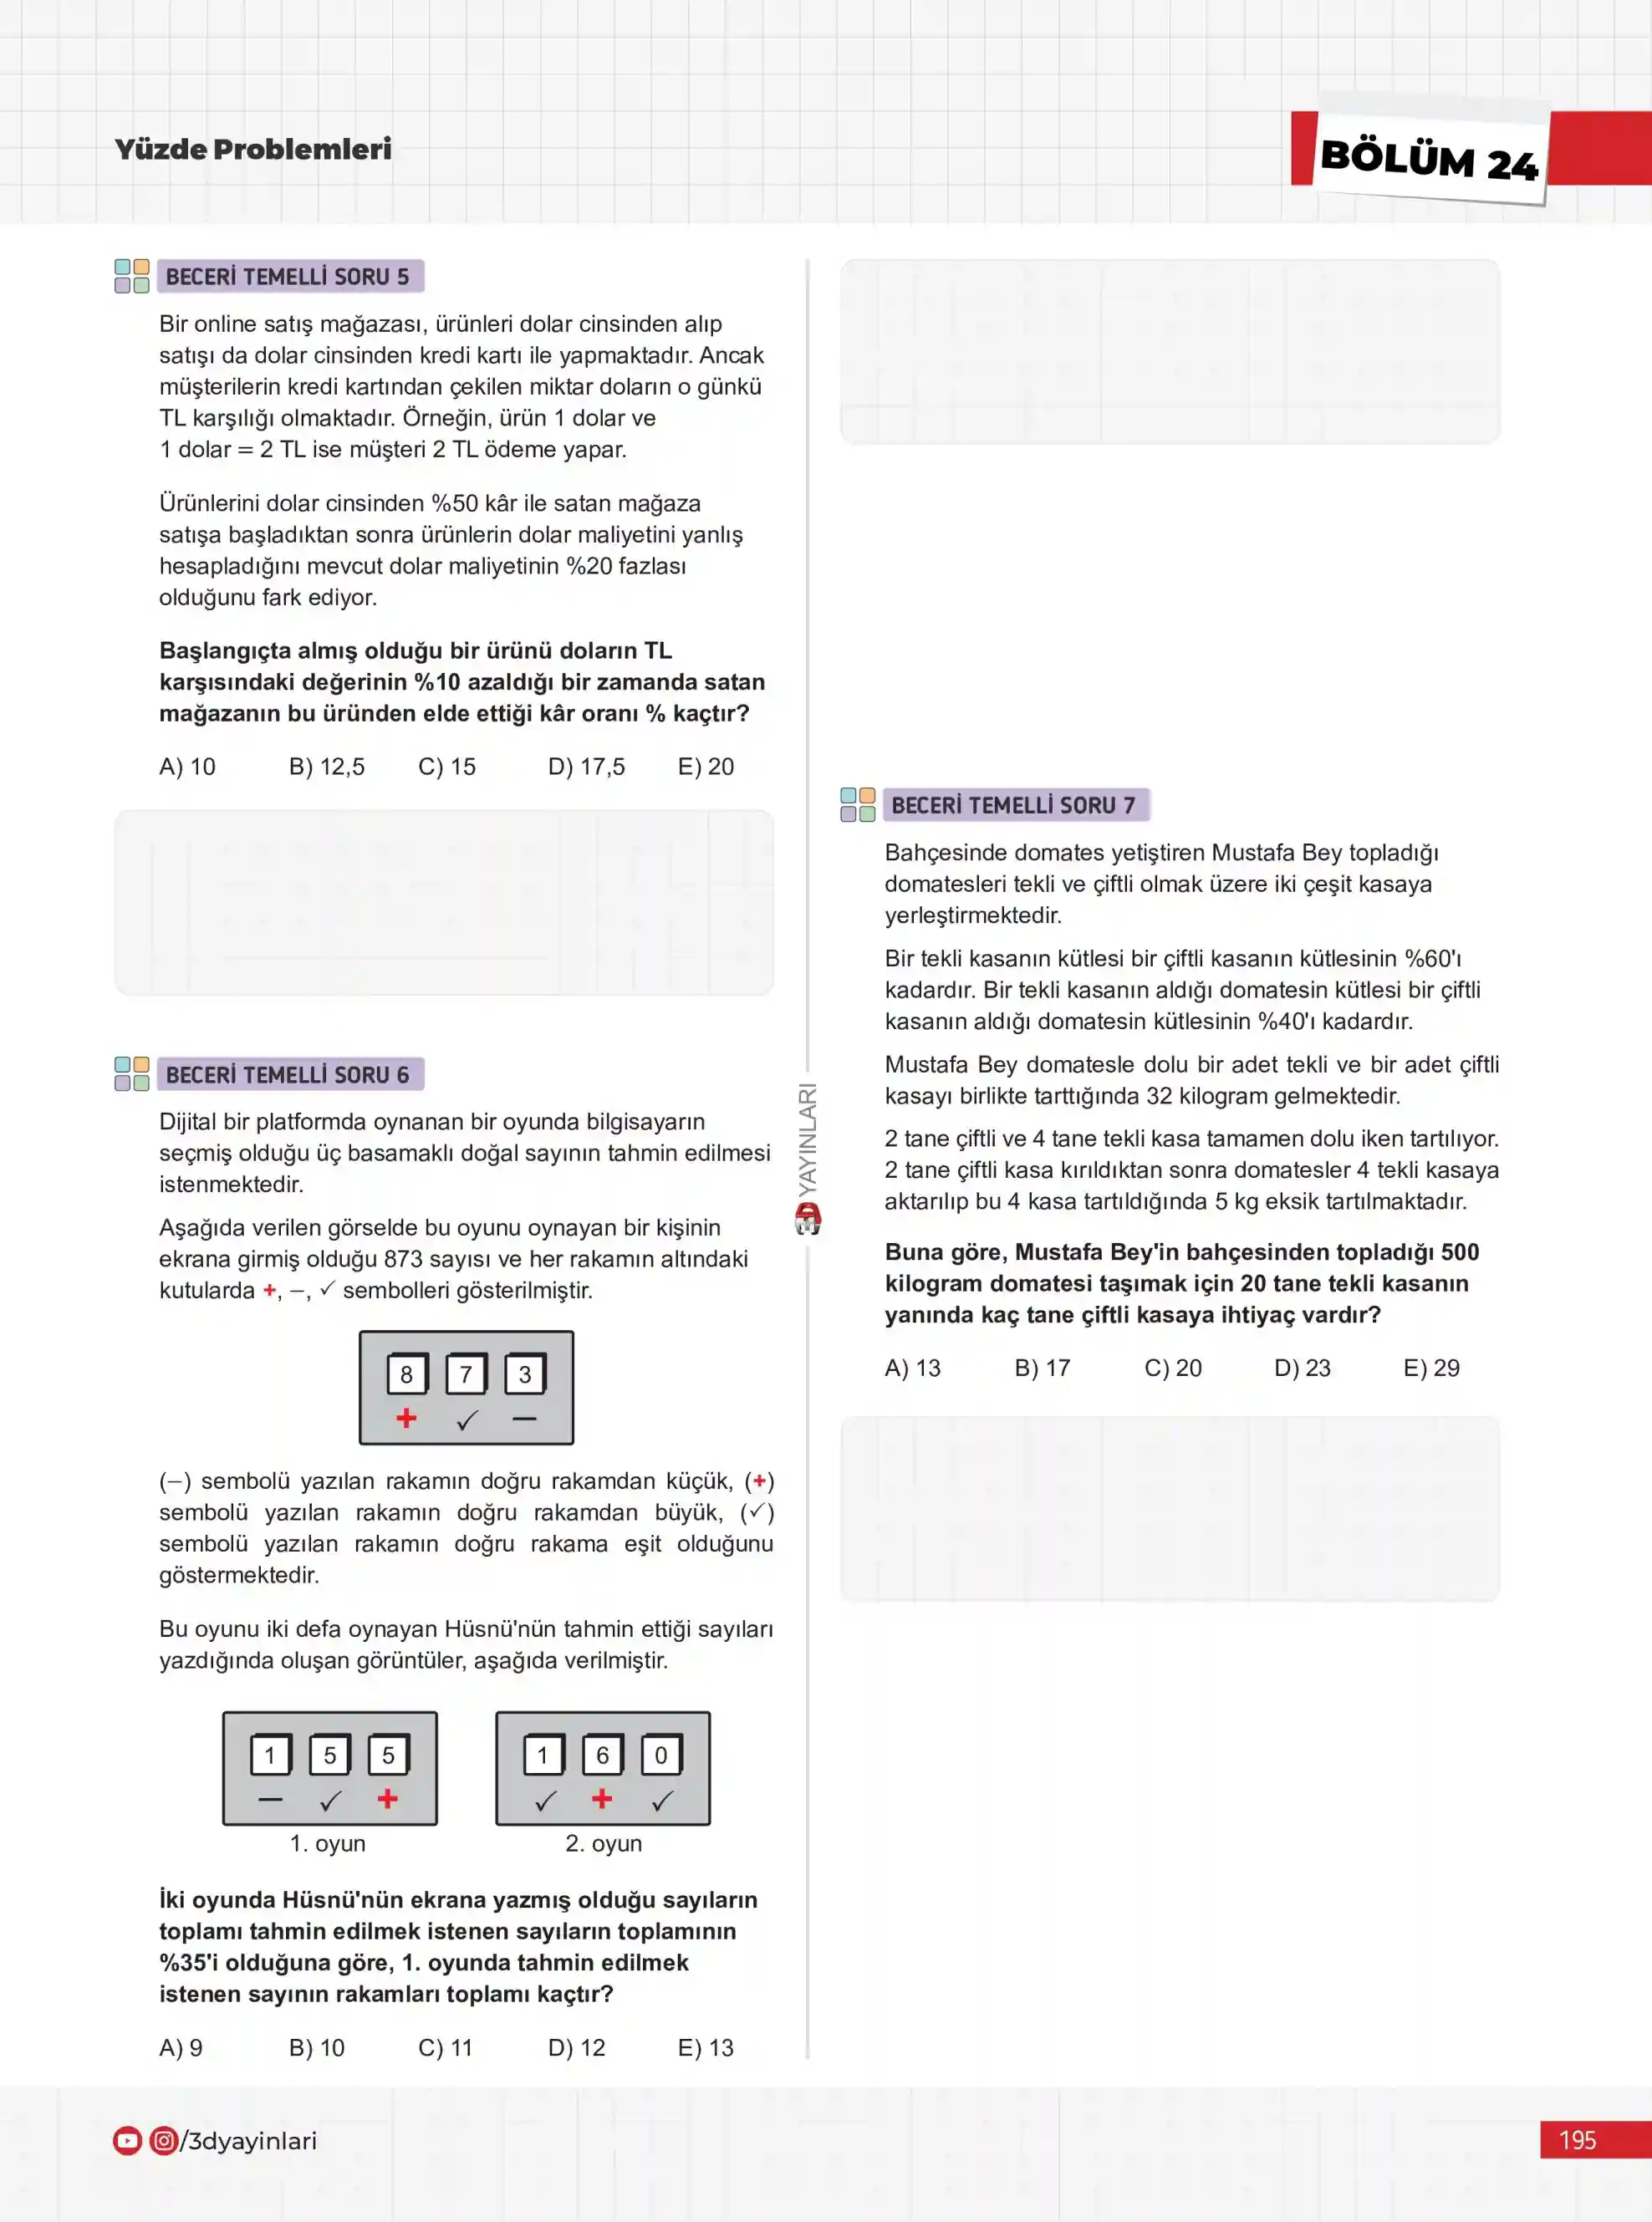 Yüzde Problemleri
BÖLÜM 24
BECERİ TEMELLİ SORU 5
Bir online satış mağazası, ürünleri dolar cinsinden alıp
satışı da dolar cinsinden kredi kartı ile yapmaktadır. Ancak
müşterilerin kredi kartından çekilen miktar doların o günkü
TL karşılığı olmaktadır. Örneğin, ürün 1 dolar ve
1 dolar = 2 TL ise müşteri 2 TL ödeme yapar.
Ürünlerini dolar cinsinden %50 kâr ile satan mağaza
satışa başladıktan sonra ürünlerin dolar maliyetini yanlış
hesapladığını mevcut dolar maliyetinin %20 fazlası
olduğunu fark ediyor.
Başlangıçta almış olduğu bir ürünü doların TL
karşısındaki değerinin %10 azaldığı bir zamanda satan
mağazanın bu üründen elde ettiği kâr oranı % kaçtır?
A) 10 B) 12,5 C) 15 D) 17,5 E) 20
BECERİ TEMELLİ SORU 6
Dijital bir platformda oynanan bir oyunda bilgisayarın
seçmiş olduğu üç basamaklı doğal sayının tahmin edilmesi
istenmektedir.
Aşağıda verilen görselde bu oyunu oynayan bir kişinin
ekrana girmiş olduğu 873 sayısı ve her rakamın altındaki
kutularda +, –, ✓ sembolleri gösterilmiştir.
8 7 3
+ ✓ –
(–) sembolü yazılan rakamın doğru rakamdan küçük, (+)
sembolü yazılan rakamın doğru rakamdan büyük, (✓)
sembolü yazılan rakamın doğru rakama eşit olduğunu
göstermektedir.
Bu oyunu iki defa oynayan Hüsnü'nün tahmin ettiği sayıları
yazdığında oluşan görüntüler, aşağıda verilmiştir.
1 5 5
– ✓ +
1. oyun
1 6 0
✓ + ✓
2. oyun
İki oyunda Hüsnü'nün ekrana yazmış olduğu sayıların
toplamı tahmin edilmek istenen sayıların toplamının
%35'i olduğuna göre, 1. oyunda tahmin edilmek
istenen sayının rakamları toplamı kaçtır?
A) 9 B) 10 C) 11 D) 12 E) 13
YAYINLARI
BECERİ TEMELLİ SORU 7
Bahçesinde domates yetiştiren Mustafa Bey topladığı
domatesleri tekli ve çiftli olmak üzere iki çeşit kasaya
yerleştirmektedir.
Bir tekli kasanın kütlesi bir çiftli kasanın kütlesinin %60'ı
kadardır. Bir tekli kasanın aldığı domatesin kütlesi bir çiftli
kasanın aldığı domatesin kütlesinin %40'ı kadardır.
Mustafa Bey domatesle dolu bir adet tekli ve bir adet çiftli
kasayı birlikte tarttığında 32 kilogram gelmektedir.
2 tane çiftli ve 4 tane tekli kasa tamamen dolu iken tartılıyor.
2 tane çiftli kasa kırıldıktan sonra domatesler 4 tekli kasaya
aktarılıp bu 4 kasa tartıldığında 5 kg eksik tartılmaktadır.
Buna göre, Mustafa Bey'in bahçesinden topladığı 500
kilogram domatesi taşımak için 20 tane tekli kasanın
yanında kaç tane çiftli kasaya ihtiyaç vardır?
A) 13 B) 17 C) 20 D) 23 E) 29
/3dyayinlari
195